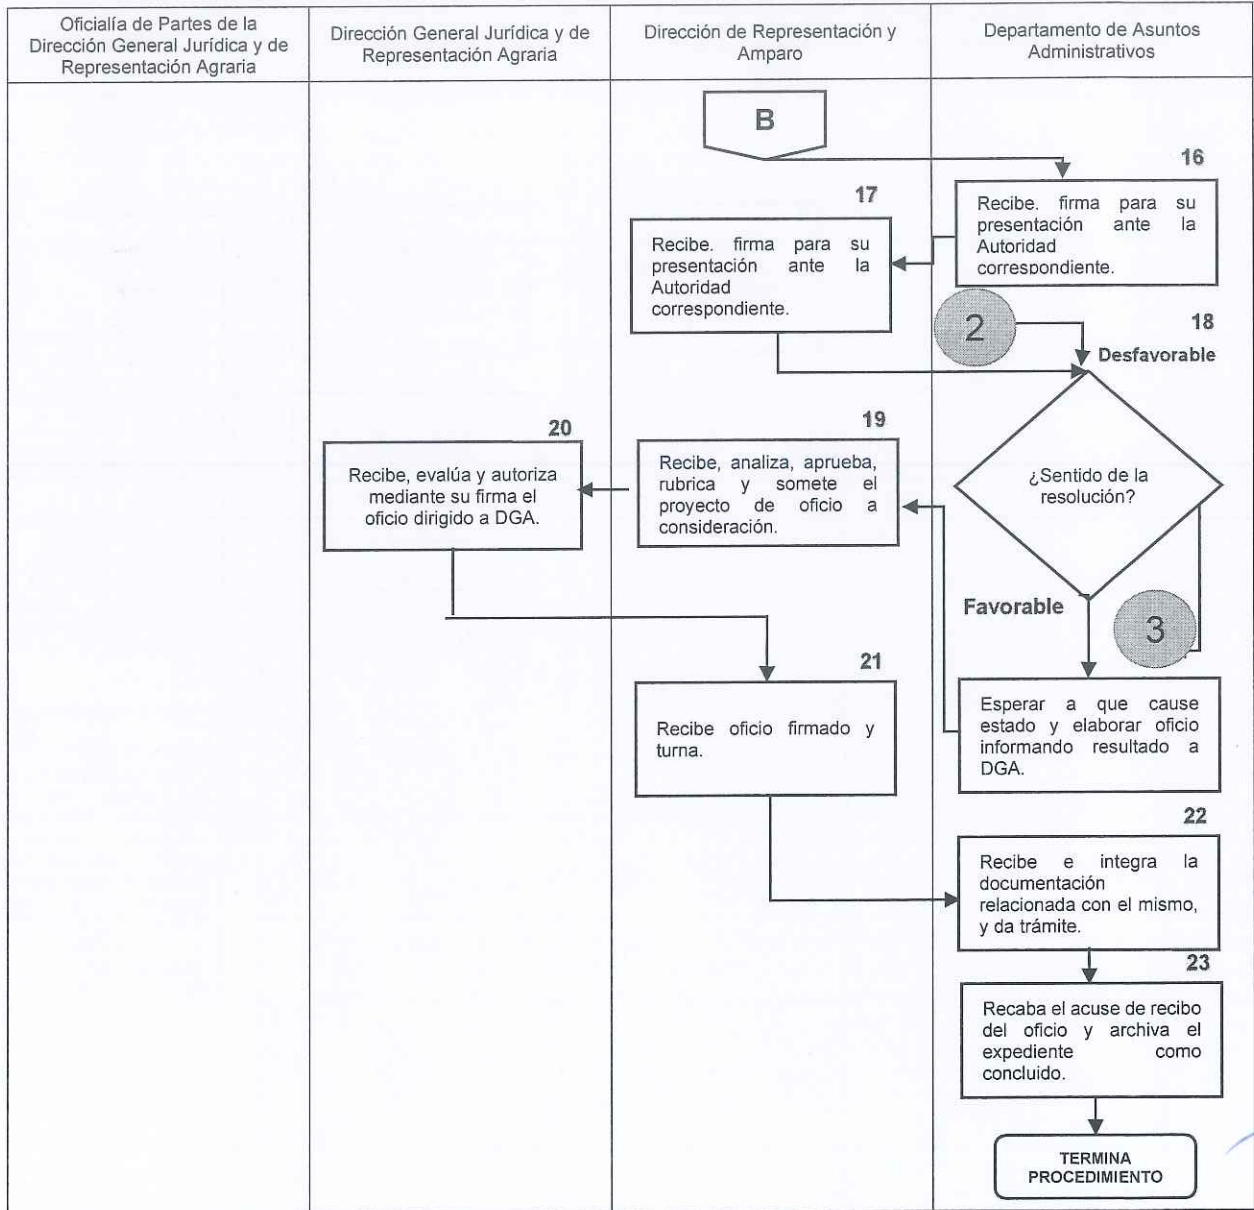 Oficialía de Partes de la
Dirección General Jurídica y de
Representación Agraria
Dirección General Jurídica y de
Representación Agraria
Dirección de Representación y
Amparo
Departamento de Asuntos
Administrativos
B
16
Recibe. firma para su
presentación ante la
Autoridad
correspondiente.
17
Recibe. firma para su
presentación ante la
Autoridad
correspondiente.
2
18
Desfavorable
¿Sentido de la
resolución?
19
Recibe, analiza, aprueba,
rubrica y somete el
proyecto de oficio a
consideración.
20
Recibe, evalúa y autoriza
mediante su firma el
oficio dirigido a DGA.
Favorable
3
21
Recibe oficio firmado y
turna.
Esperar a que cause
estado y elaborar oficio
informando resultado a
DGA.
22
Recibe e integra la
documentación
relacionada con el mismo,
y da trámite.
23
Recaba el acuse de recibo
del oficio y archiva el
expediente como
concluido.
TERMINA
PROCEDIMIENTO